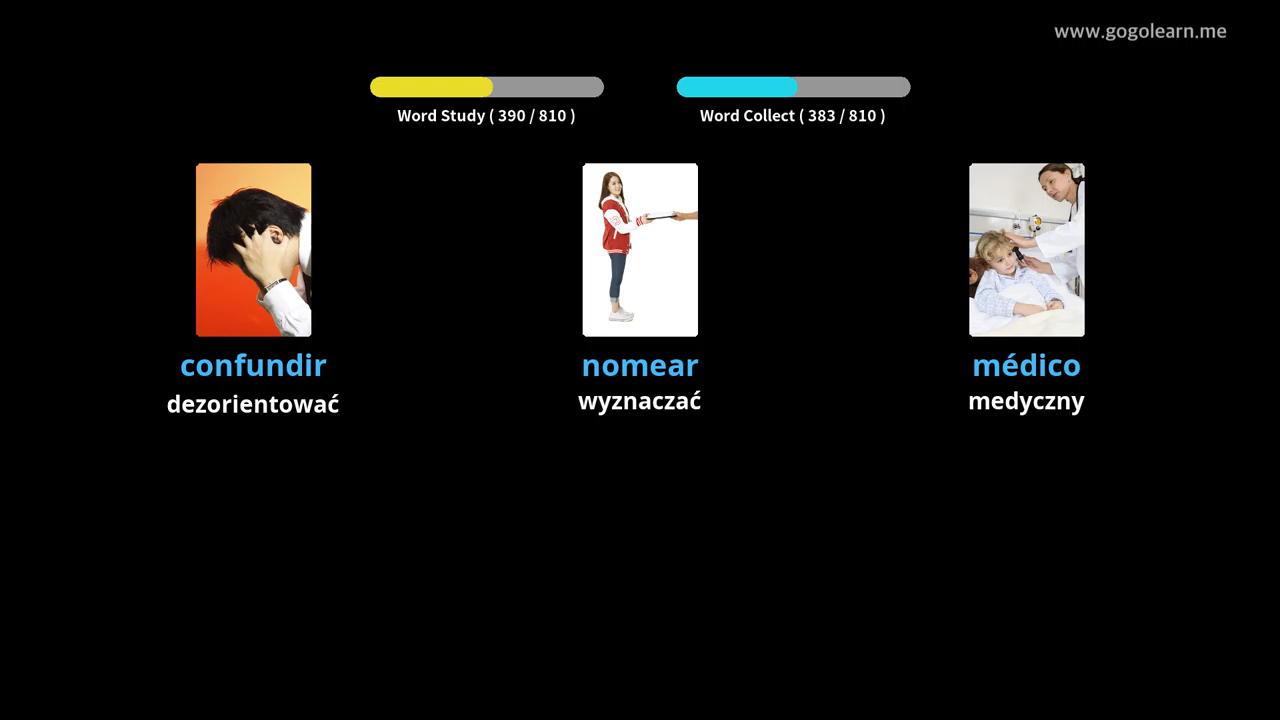 www.gogolearn.me
Word Study ( 390 / 810 )
Word Collect ( 383 / 810 )
confundir
dezorientować
nomear
wyznaczać
médico
medyczny